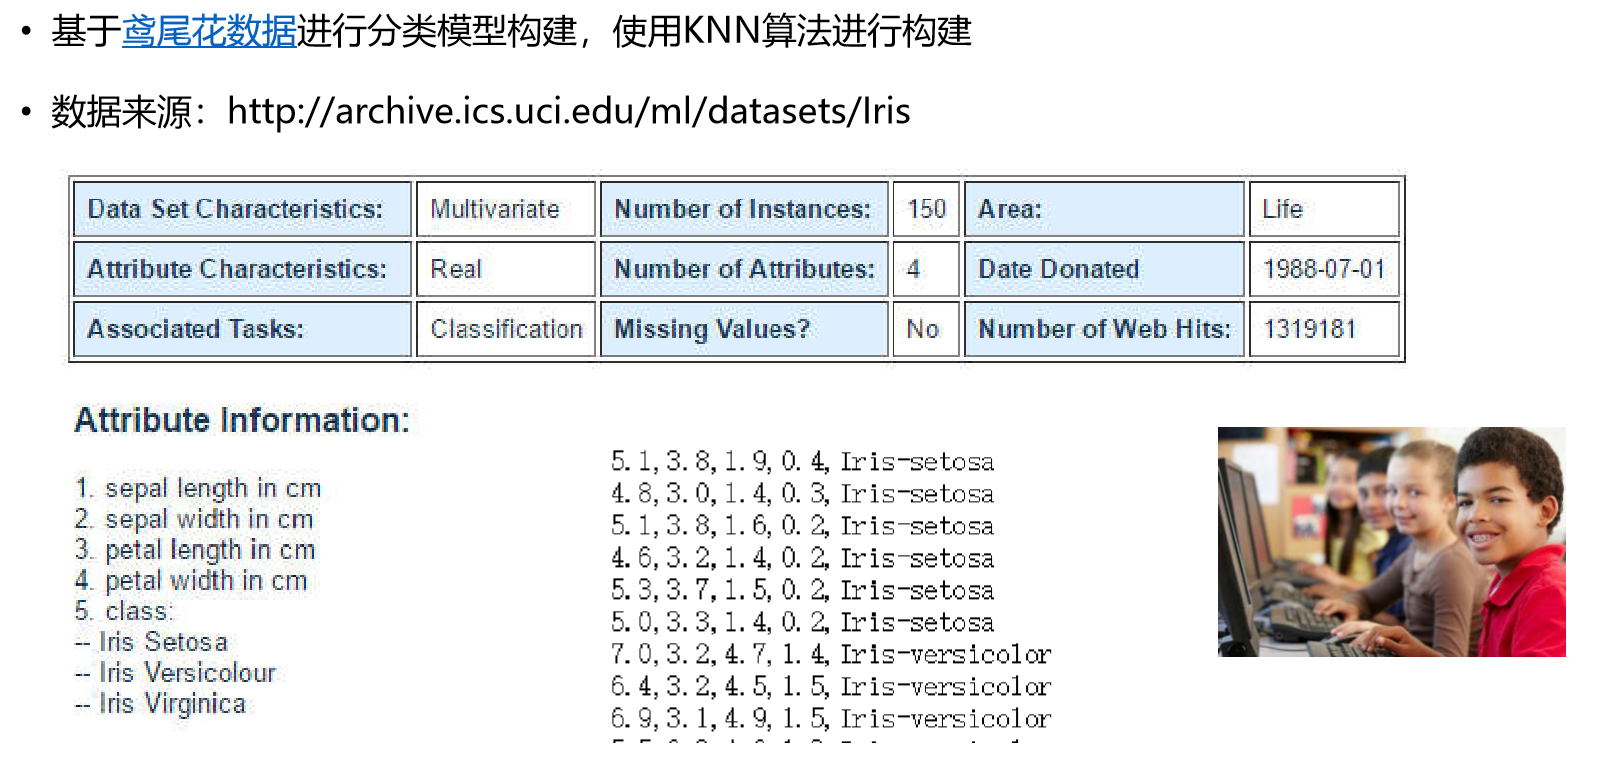 • 基于鸢尾花数据进行分类模型构建，使用KNN算法进行构建
• 数据来源：http://archive.ics.uci.edu/ml/datasets/Iris
Data Set Characteristics: Multivariate Number of Instances: 150 Area: Life
Attribute Characteristics: Real Number of Attributes: 4 Date Donated 1988-07-01
Associated Tasks: Classification Missing Values? No Number of Web Hits: 1319181
Attribute Information:
1. sepal length in cm
2. sepal width in cm
3. petal length in cm
4. petal width in cm
5. class:
-- Iris Setosa
-- Iris Versicolour
-- Iris Virginica
5.1,3.8,1.9,0.4,Iris-setosa
4.8,3.0,1.4,0.3,Iris-setosa
5.1,3.8,1.6,0.2,Iris-setosa
4.6,3.2,1.4,0.2,Iris-setosa
5.3,3.7,1.5,0.2,Iris-setosa
5.0,3.3,1.4,0.2,Iris-setosa
7.0,3.2,4.7,1.4,Iris-versicolor
6.4,3.2,4.5,1.5,Iris-versicolor
6.9,3.1,4.9,1.5,Iris-versicolor